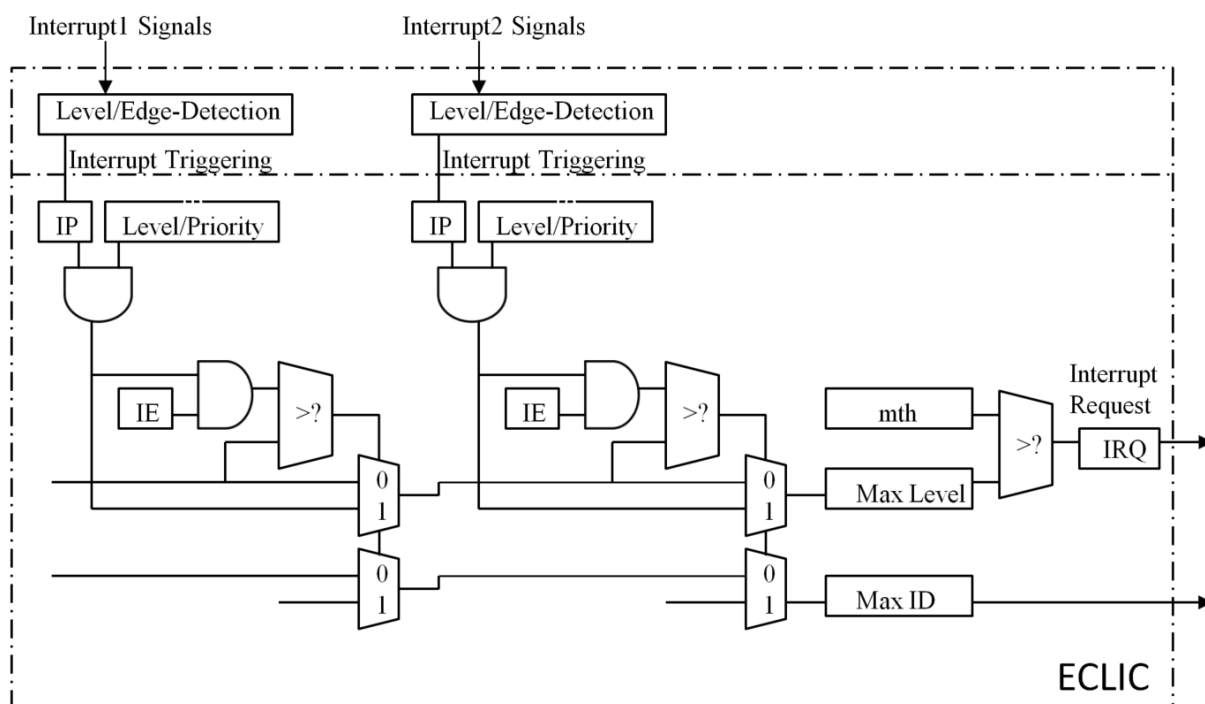 Interrupt1 Signals
Interrupt2 Signals
Level/Edge-Detection
Level/Edge-Detection
Interrupt Triggering
Interrupt Triggering
IP
Level/Priority
IP
Level/Priority
IE
>?
IE
>?
mth
>?
Interrupt
Request
IRQ
0
1
0
1
Max Level
0
1
0
1
Max ID
ECLIC